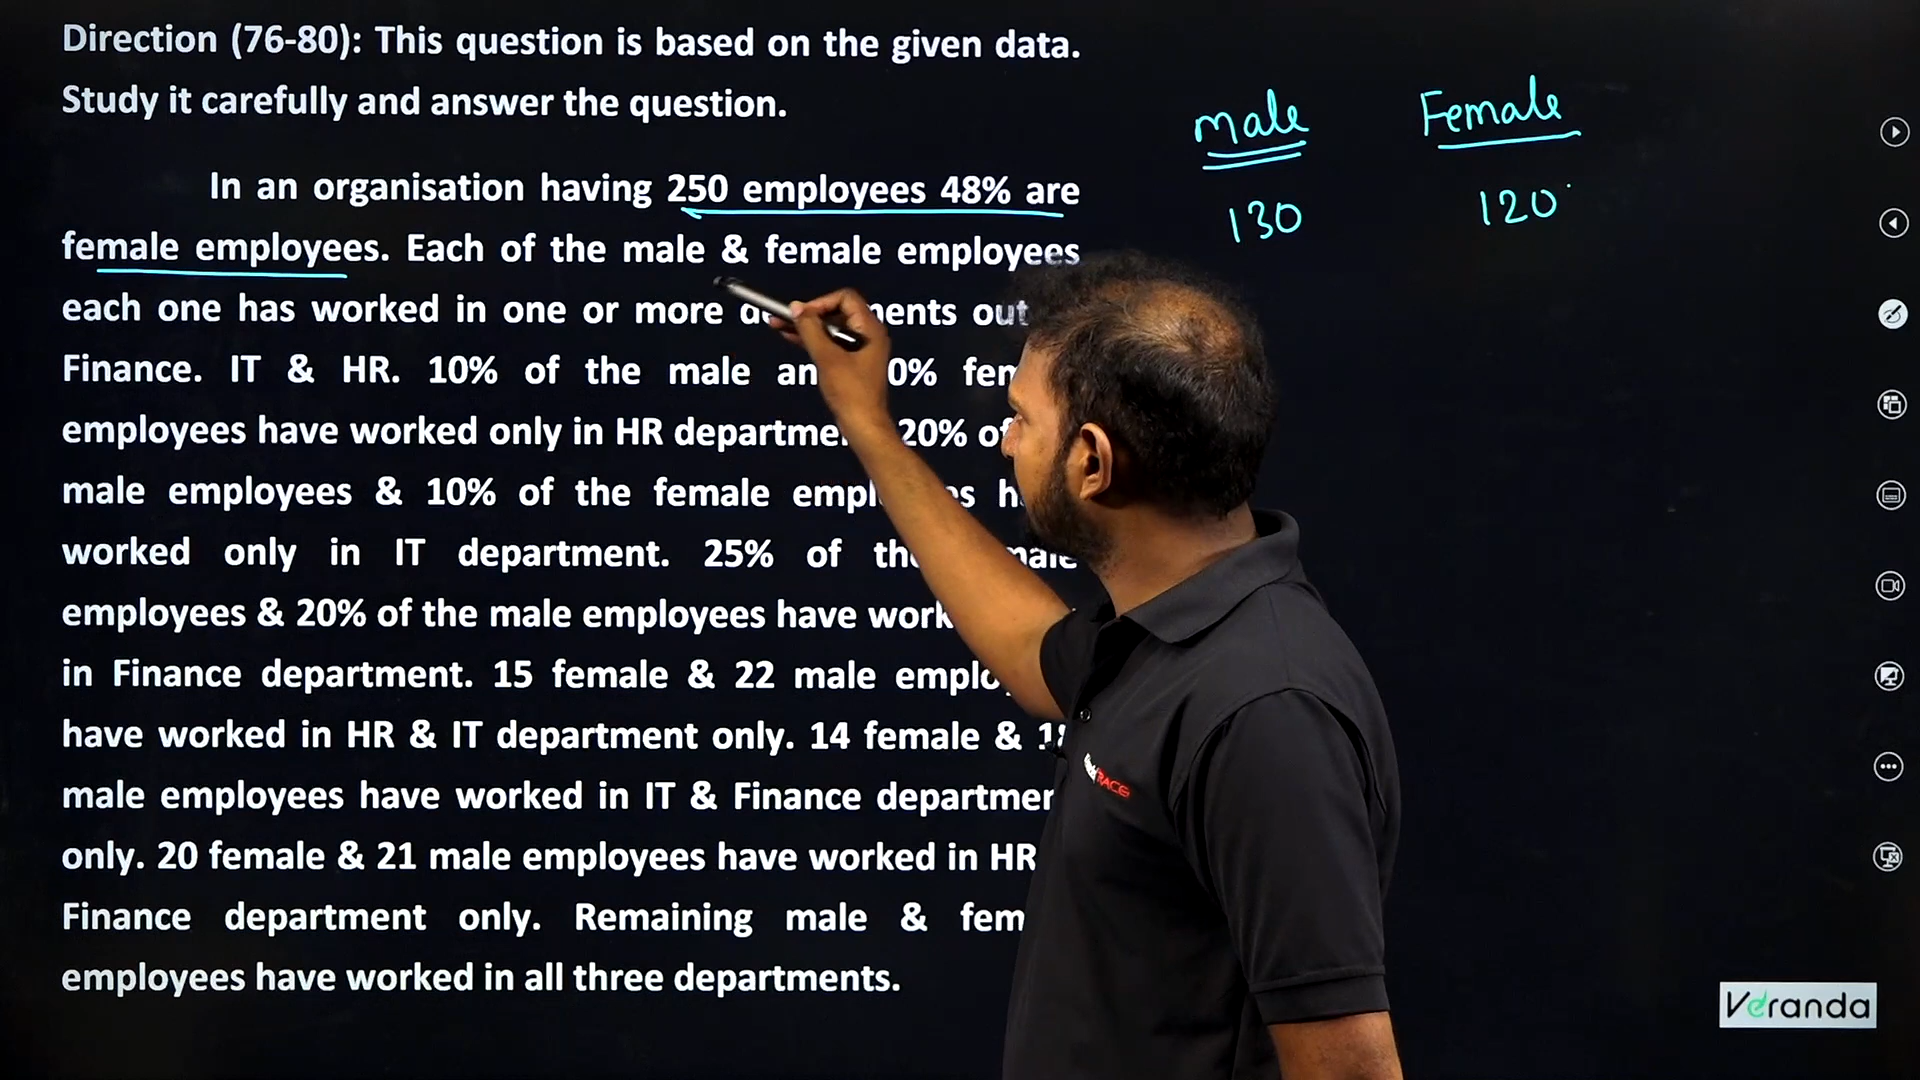 Direction (76-80): This question is based on the given data.
Study it carefully and answer the question.
In an organisation having 250 employees 48% are
female employees. Each of the male & female employees
each one has worked in one or more out
Finance. IT & HR. 10% of the male
employees have worked only in HR 20%
male employees & 10% of the female
worked only in IT department. 25% of
employees & 20% of the male employees have
in Finance department. 15 female & 22 male
have worked in HR & IT department only. 14 female &
male employees have worked in IT & Finance
only. 20 female & 21 male employees have worked in HR
Finance department only. Remaining male &
employees have worked in all three departments.
male Female
130 120
RACE
Veranda